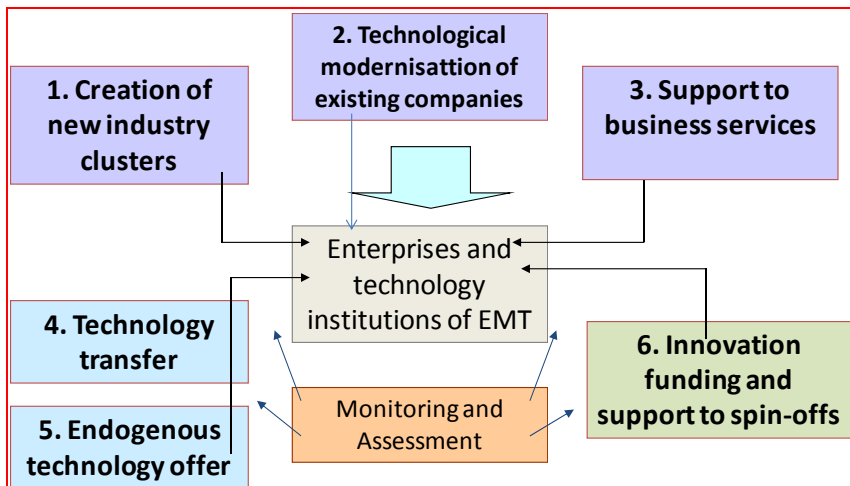 1. Creation of
new industry
clusters
2. Technological
modernisattion of
existing companies
3. Support to
business services
Enterprises and
technology
institutions of EMT
4. Technology
transfer
5. Endogenous
technology offer
Monitoring and
Assessment
6. Innovation
funding and
support to spin-offs